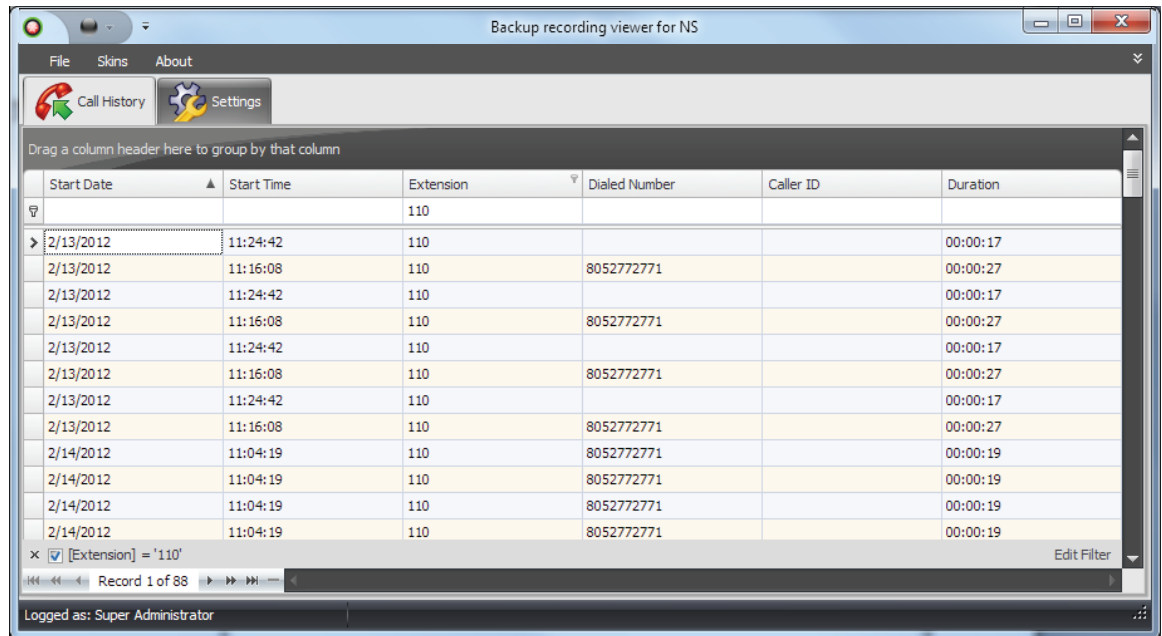 Backup recording viewer for NS
File Skins About
Call History Settings
Drag a column header here to group by that column
Start Date Start Time Extension Dialed Number Caller ID Duration
110
2/13/2012 11:24:42 110 00:00:17
2/13/2012 11:16:08 110 8052772771 00:00:27
2/13/2012 11:24:42 110 00:00:17
2/13/2012 11:16:08 110 8052772771 00:00:27
2/13/2012 11:24:42 110 00:00:17
2/13/2012 11:16:08 110 8052772771 00:00:27
2/13/2012 11:24:42 110 00:00:17
2/13/2012 11:16:08 110 8052772771 00:00:27
2/14/2012 11:04:19 110 8052772771 00:00:19
2/14/2012 11:04:19 110 8052772771 00:00:19
2/14/2012 11:04:19 110 8052772771 00:00:19
2/14/2012 11:04:19 110 8052772771 00:00:19
[Extension] = '110' Edit Filter
Record 1 of 88
Logged as: Super Administrator